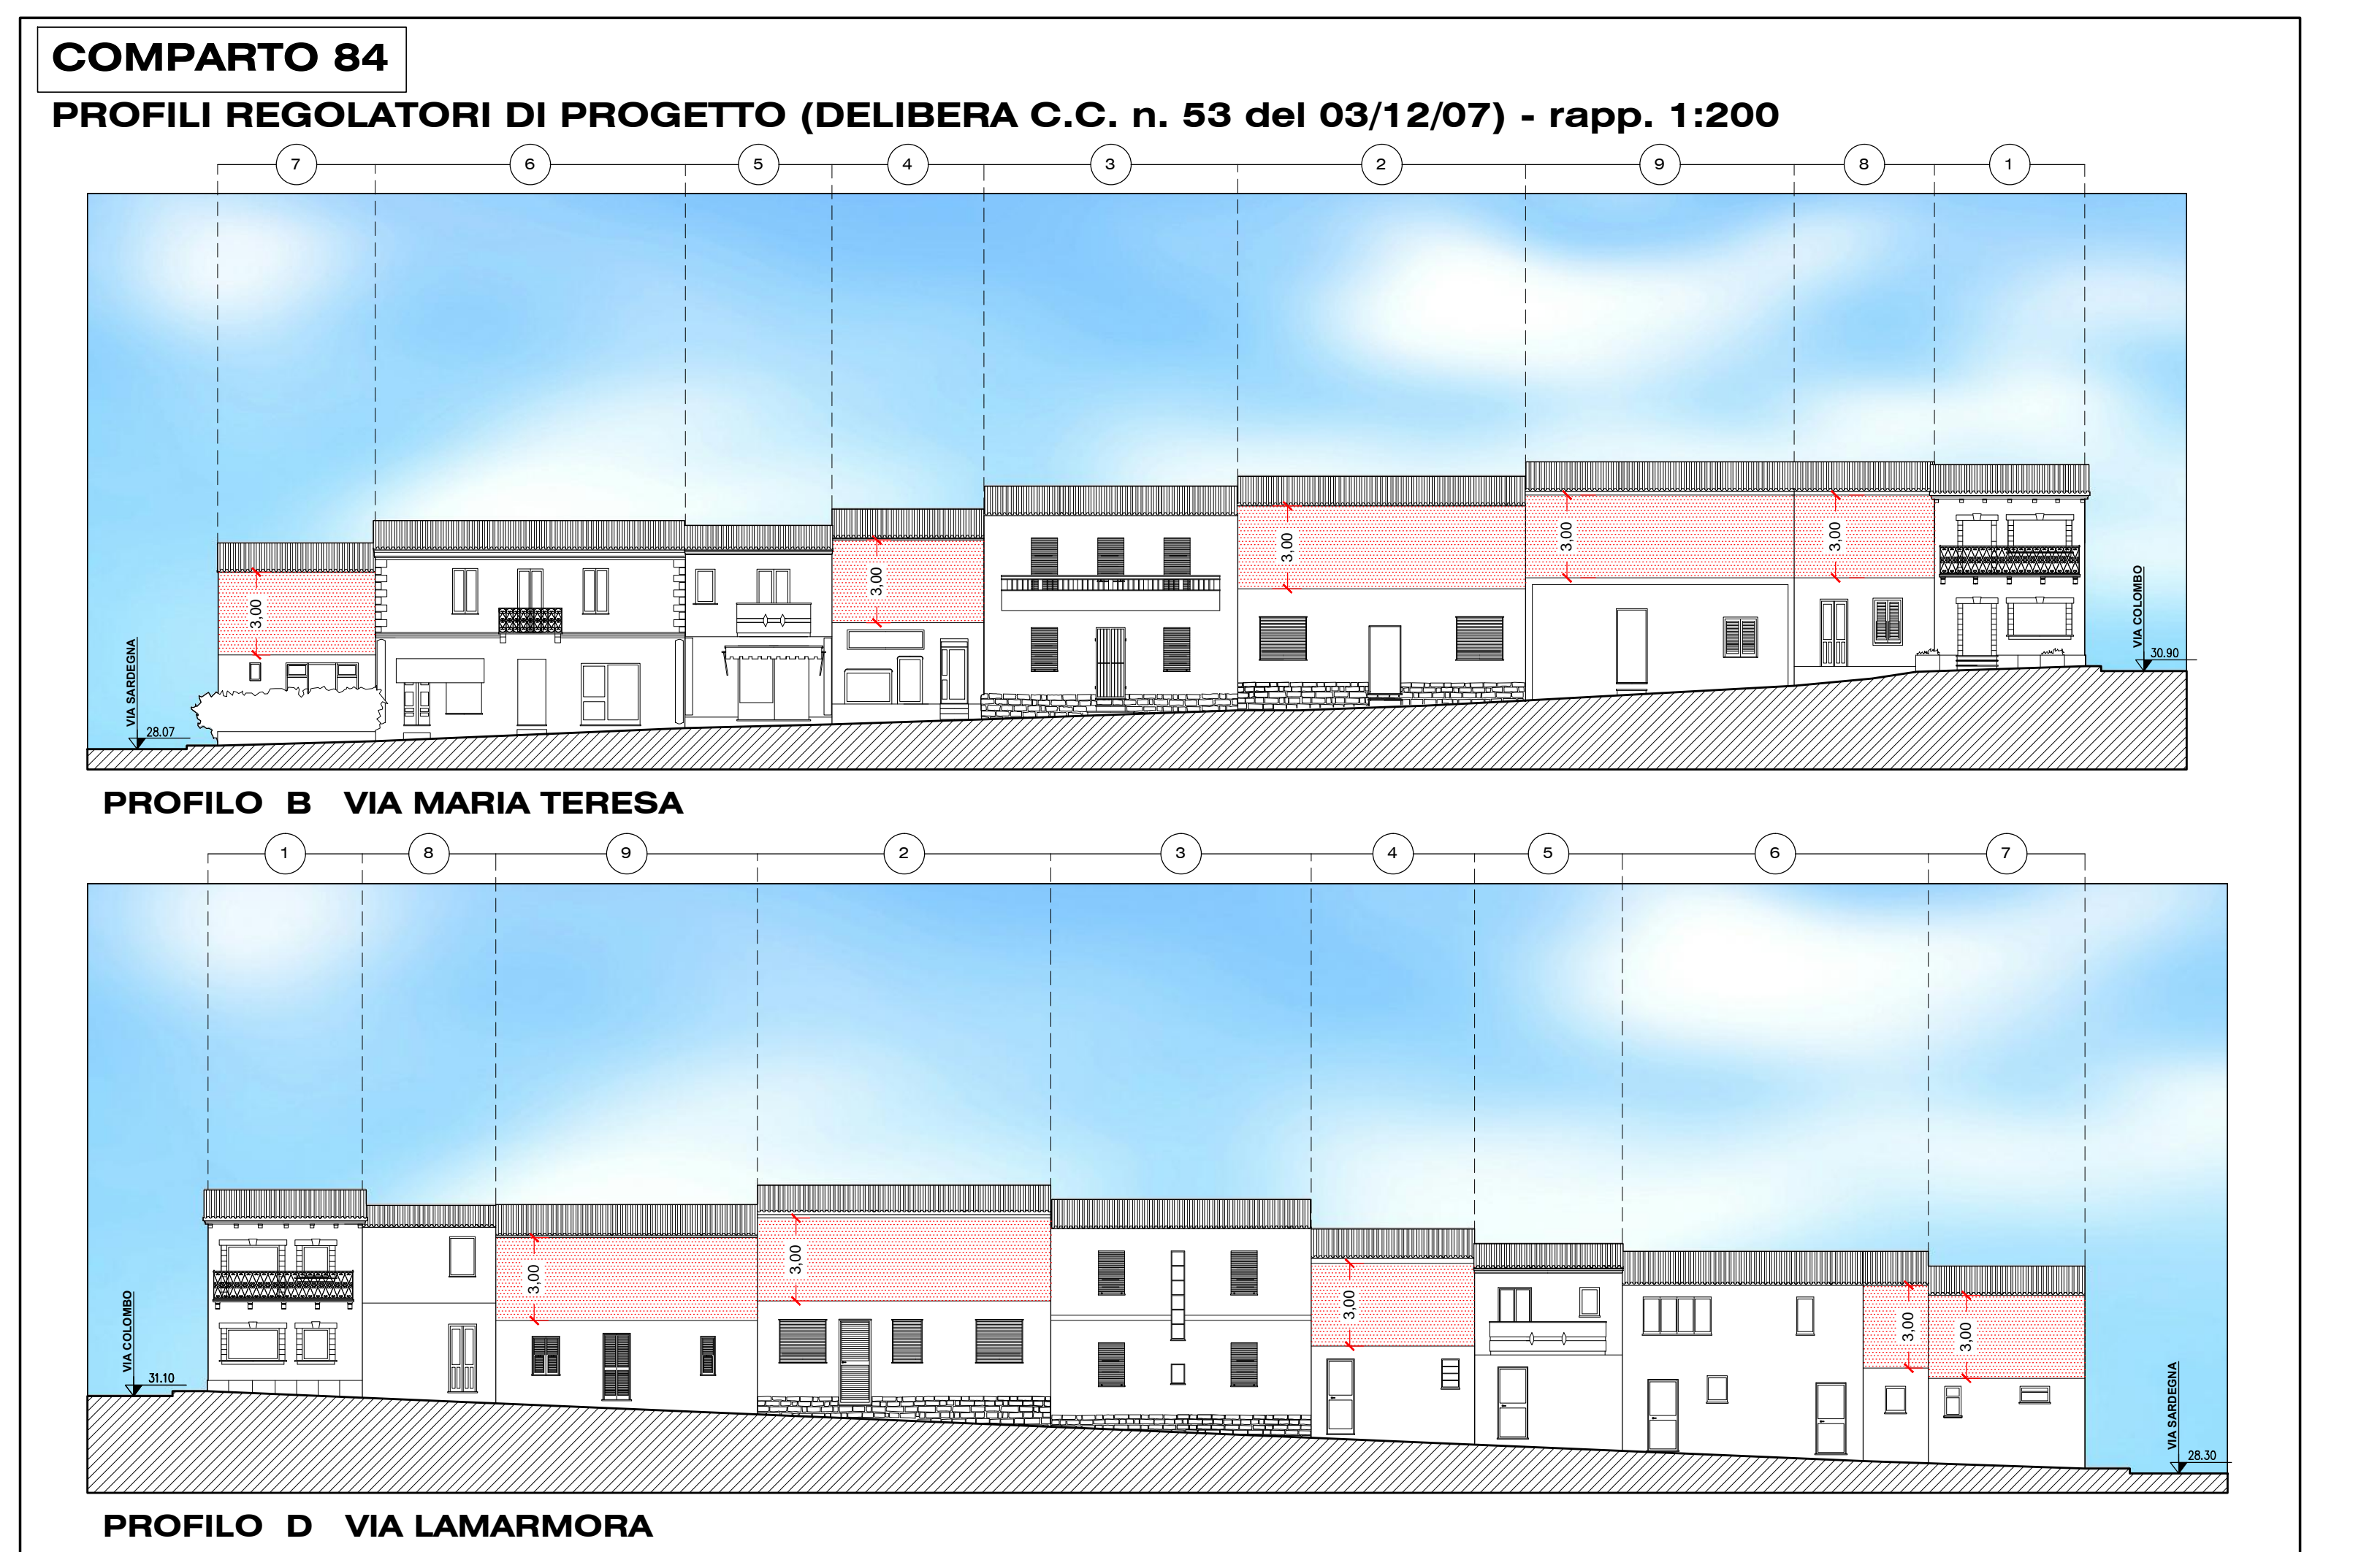 COMPARTO 84
PROFILI REGOLATORI DI PROGETTO (DELIBERA C.C. n. 53 del 03/12/07) - rapp. 1:200
7 6 5 4 3 2 9 8 1
3,00 3,00 3,00 3,00 3,00
VIA SARDEGNA
28.07
VIA COLOMBO
30.90
PROFILO B VIA MARIA TERESA
1 8 9 2 3 4 5 6 7
3,00 3,00 3,00 3,00 3,00
VIA COLOMBO
31.10
VIA SARDEGNA
28.30
PROFILO D VIA LAMARMORA